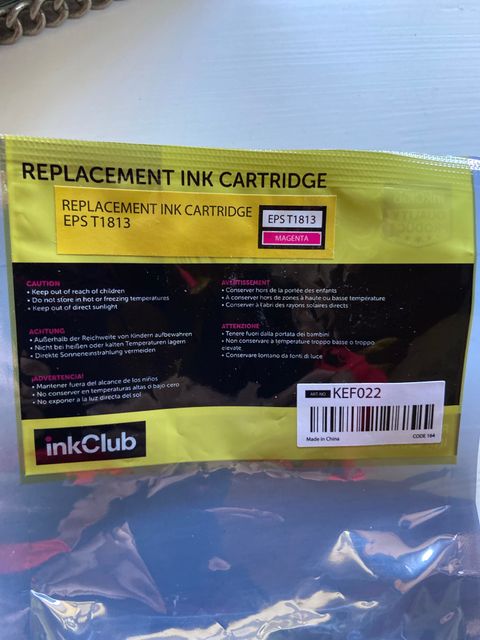 REPLACEMENT INK CARTRIDGE
REPLACEMENT INK CARTRIDGE
EPS T1813
EPS T1813
MAGENTA
CAUTION
• Keep out of reach of children
• Do not store in hot or freezing temperatures
• Keep out of direct sunlight
ACHTUNG
• Außerhalb der Reichweite von Kindern aufbewahren
• Nicht bei heißen oder kalten Temperaturen lagern
• Direkte Sonneneinstrahlung vermeiden
¡ADVERTENCIA!
• Mantener fuera del alcance de los niños
• No conserver en temperaturas altas o bajo cero
• No exponer a la luz directa del sol
AVERTISSEMENT
• Conserver hors de la portée des enfants
• A conserver hors de zones à haute ou basse température
• Conserver à l'abri des rayons solaires directs
ATTENZIONE
• Tenere fuori dalla portata dei bambini
• Non conservare a temperature troppo basse o troppo
elevate
• Conservare lontano da fonti di luce
ART.NO. KEF022
Made in China
CODE 184
inkClub